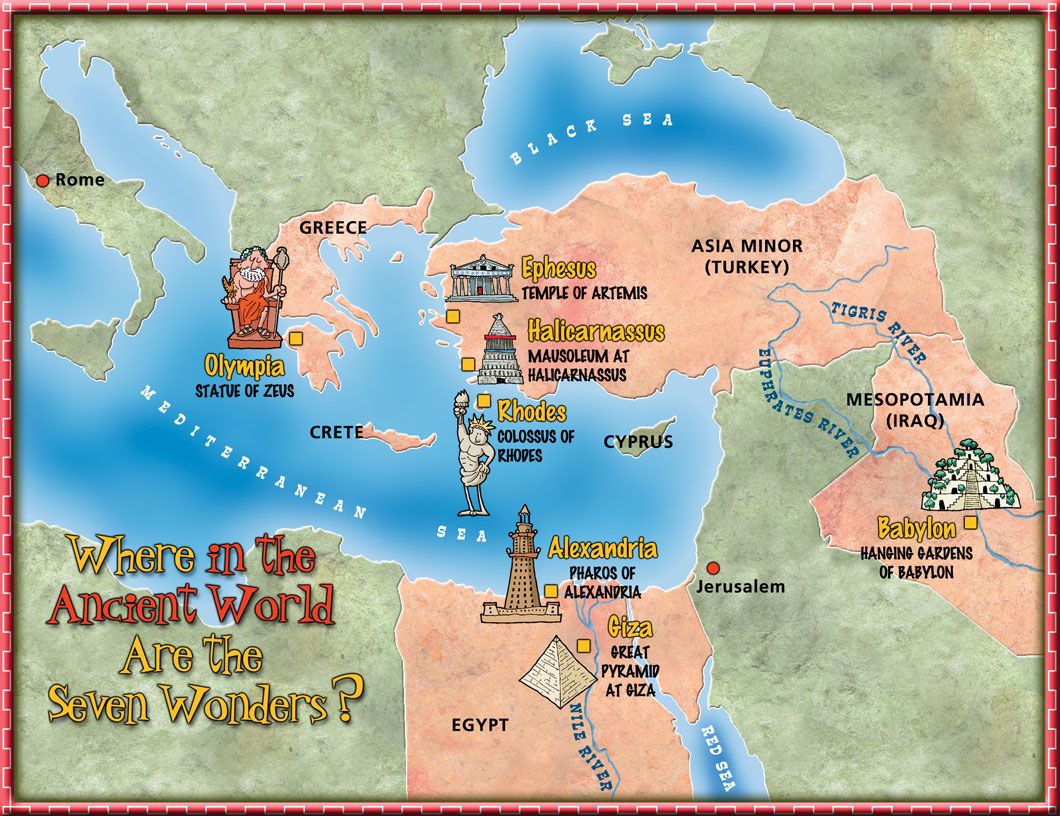 BLACK SEA
Rome
GREECE
ASIA MINOR
(TURKEY)
Ephesus
TEMPLE OF ARTEMIS
TIGRIS RIVER
Halicarnassus
MAUSOLEUM AT
HALICARNASSUS
Olympia
STATUE OF ZEUS
EUPHRATES RIVER
MESOPOTAMIA
(IRAQ)
MEDITERRANEAN SEA
CRETE
Rhodes
COLOSSUS OF
RHODES
CYPRUS
Babylon
HANGING GARDENS
OF BABYLON
Alexandria
PHAROS OF
ALEXANDRIA
Jerusalem
Where in the
Ancient World
Are the
Seven Wonders?
Giza
GREAT
PYRAMID
AT GIZA
EGYPT
NILE RIVER
RED SEA